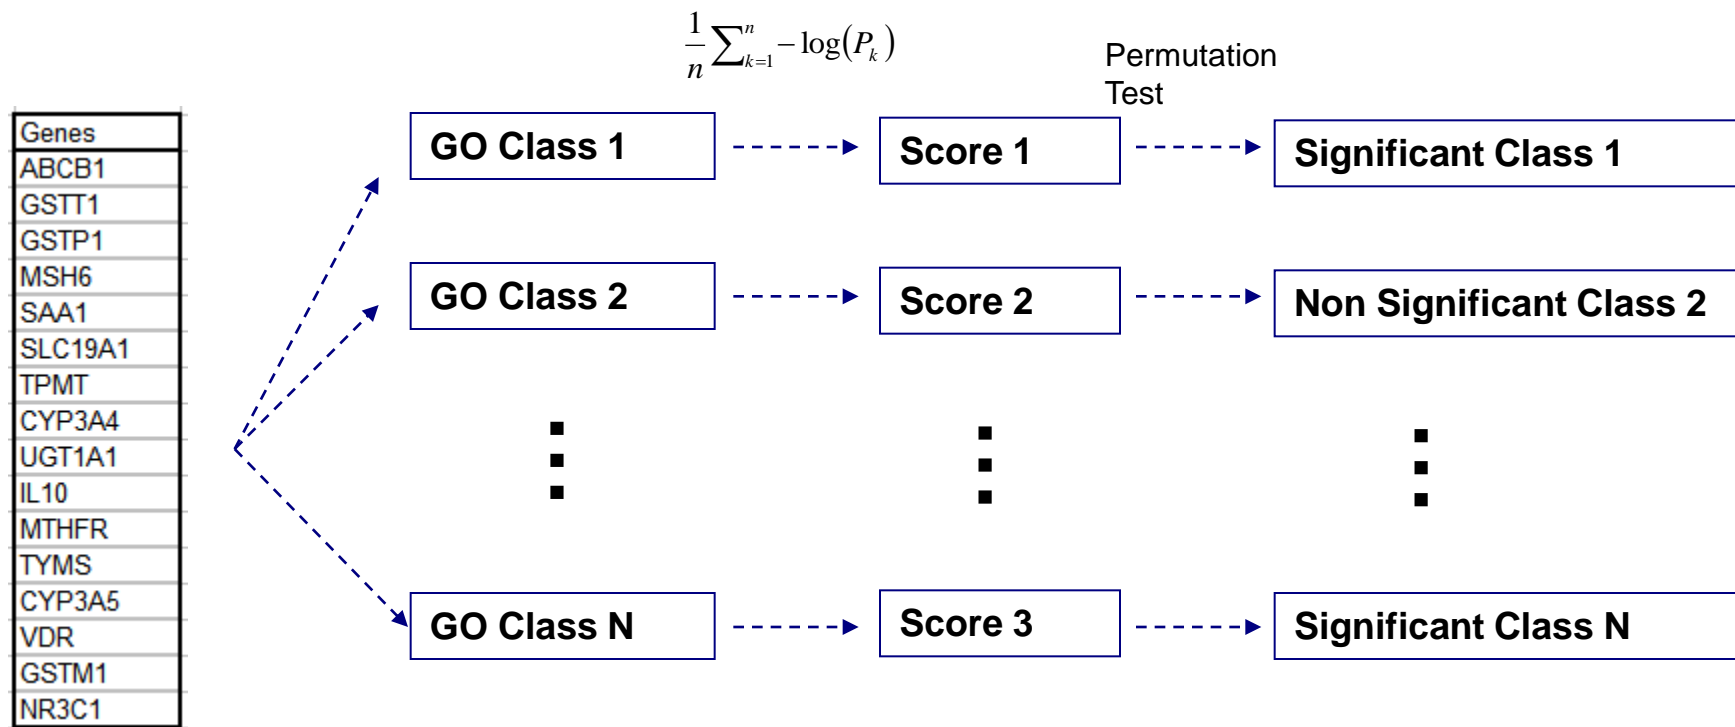 $\frac{1}{n}\sum_{k=1}^{n} -\log(P_k)$
Permutation
Test
Genes
ABCB1
GSTT1
GSTP1
MSH6
SAA1
SLC19A1
TPMT
CYP3A4
UGT1A1
IL10
MTHFR
TYMS
CYP3A5
VDR
GSTM1
NR3C1
GO Class 1
Score 1
Significant Class 1
GO Class 2
Score 2
Non Significant Class 2
GO Class N
Score 3
Significant Class N